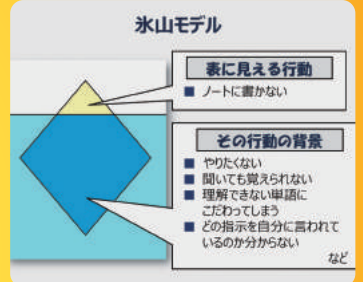 氷山モデル
表に見える行動
■ ノートに書かない
その行動の背景
■ やりたくない
■ 聞いても覚えられない
■ 理解できない単語に
こだわってしまう
■ どの指示を自分に言われて
いるのか分からない
など